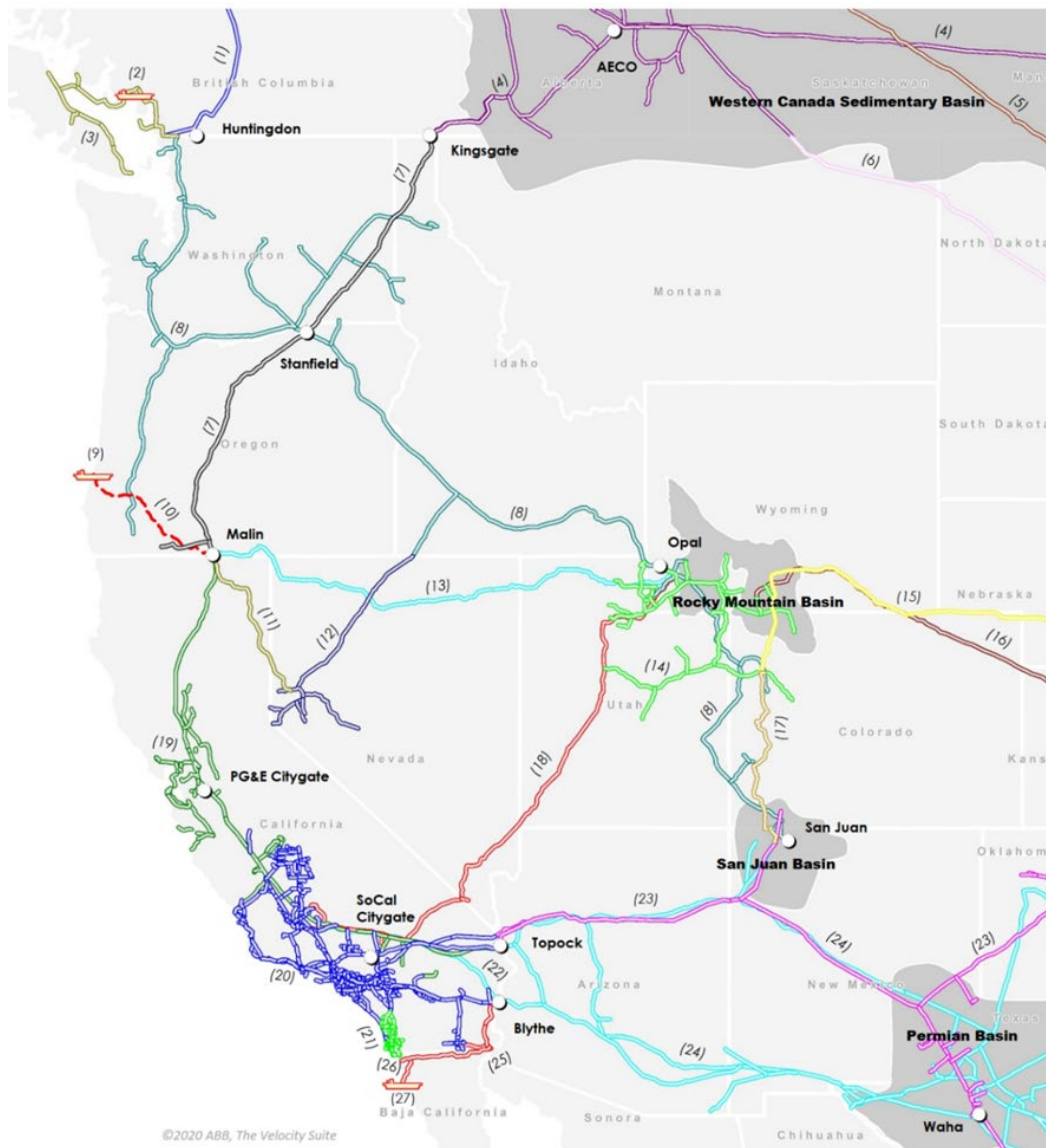 (1)
(2)
British Columbia
(3)
Huntingdon
(4)
Alberta
AECO
Saskatchewan
(4)
Western Canada Sedimentary Basin
(5)
Kingsgate
(6)
(7)
Washington
North Dakota
Montana
(8)
Stanfield
Idaho
(7)
Oregon
South Dakota
(9)
(10)
(8)
Wyoming
Malin
Opal
(13)
Rocky Mountain Basin
(15)
Nebraska
(11)
(12)
(16)
(14)
Utah
(8)
(17)
Colorado
(19)
Nevada
(18)
Kans
PG&E Citygate
California
San Juan
San Juan Basin
Oklahoma
SoCal
Citygate
(23)
Topock
(24)
(23)
(20)
(22)
Arizona
New Mexico
Texas
Blythe
Permian Basin
(21)
(24)
(26)
(25)
(27)
Baja California
Sonora
Waha
Chihuahua
©2020 ABB, The Velocity Suite